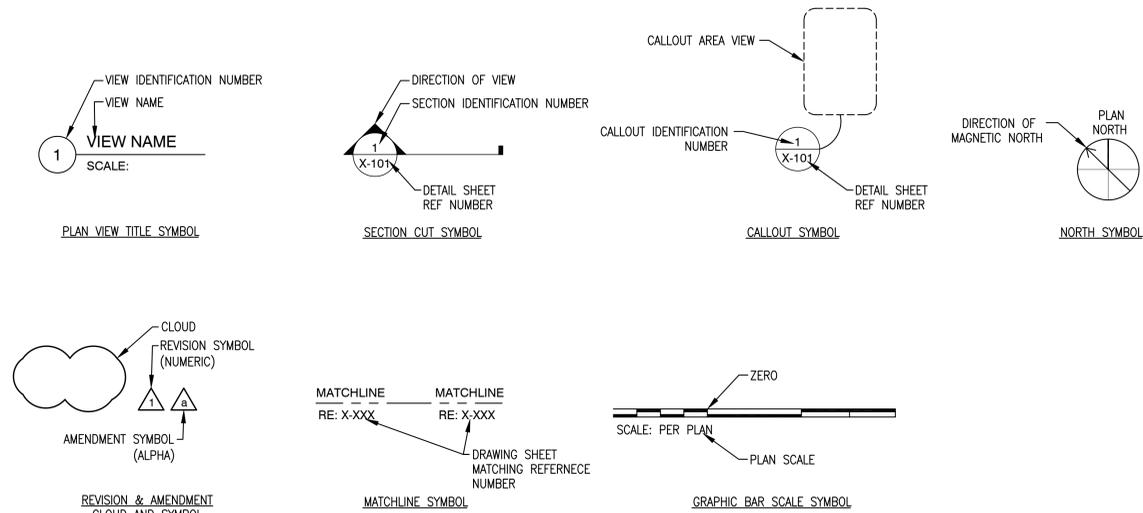 VIEW IDENTIFICATION NUMBER
VIEW NAME
1
VIEW NAME
SCALE:
PLAN VIEW TITLE SYMBOL
DIRECTION OF VIEW
SECTION IDENTIFICATION NUMBER
1
X-101
DETAIL SHEET
REF NUMBER
SECTION CUT SYMBOL
CALLOUT AREA VIEW
CALLOUT IDENTIFICATION
NUMBER
1
X-101
DETAIL SHEET
REF NUMBER
CALLOUT SYMBOL
DIRECTION OF
MAGNETIC NORTH
PLAN
NORTH
NORTH SYMBOL
CLOUD
REVISION SYMBOL
(NUMERIC)
1
a
AMENDMENT SYMBOL
(ALPHA)
REVISION & AMENDMENT
CLOUD AND SYMBOL
MATCHLINE
RE: X-XXX
MATCHLINE
RE: X-XXX
DRAWING SHEET
MATCHING REFERNECE
NUMBER
MATCHLINE SYMBOL
ZERO
SCALE: PER PLAN
PLAN SCALE
GRAPHIC BAR SCALE SYMBOL